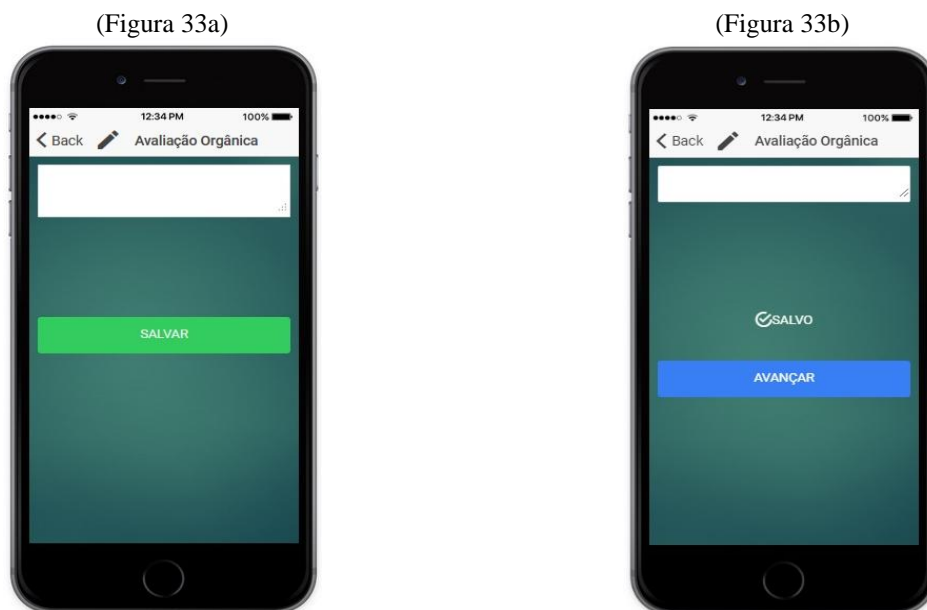 (Figura 33a)
(Figura 33b)
12:34 PM
100%
Back
Avaliação Orgânica
SALVAR
12:34 PM
100%
Back
Avaliação Orgânica
SALVO
AVANÇAR